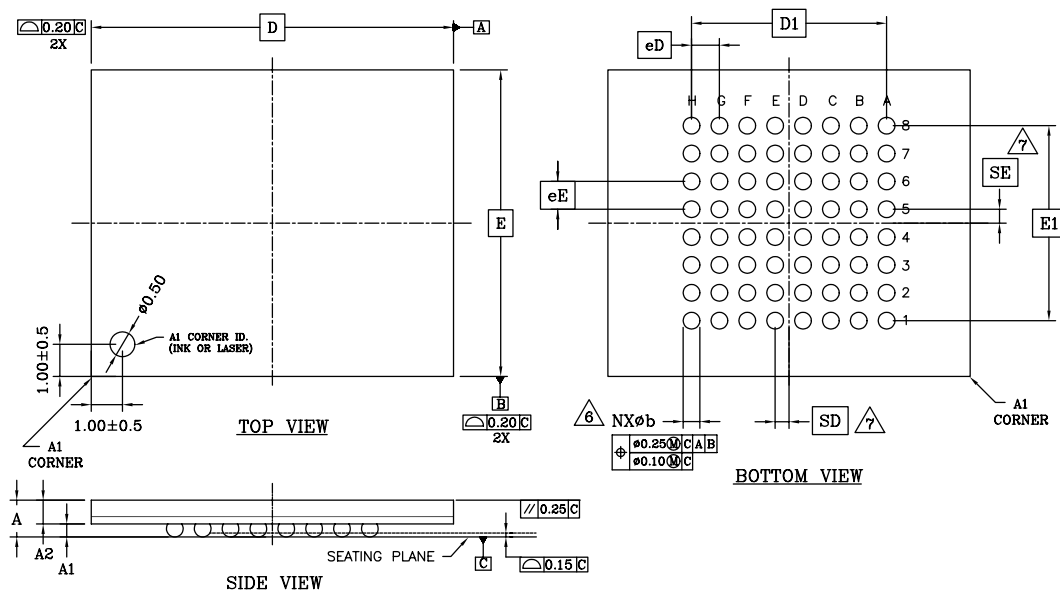 ⌓ 0.20 C
2X
D
A
E
ø0.50
A1 CORNER ID.
(INK OR LASER)
1.00±0.5
1.00±0.5
A1
CORNER
TOP VIEW
B
⌓ 0.20 C
2X
D1
eD
H G F E D C B A
8
7
6
5
4
3
2
1
eE
7
SE
E1
6
NXøb
⌖ ø0.25Ⓜ C A B
ø0.10Ⓜ C
SD
7
A1
CORNER
BOTTOM VIEW
A
A2
A1
// 0.25 C
SEATING PLANE
C
⌓ 0.15 C
SIDE VIEW